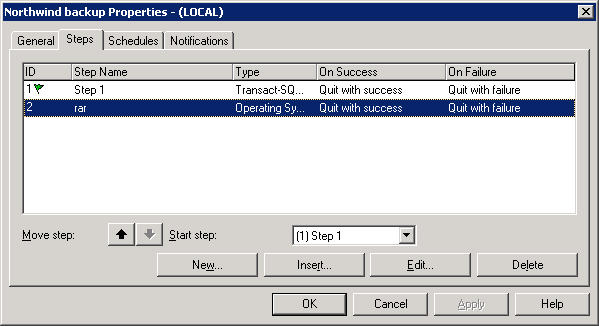 Northwind backup Properties - (LOCAL)
General Steps Schedules Notifications
ID Step Name Type On Success On Failure
1 Step 1 Transact-SQ... Quit with success Quit with failure
2 rar Operating Sy... Quit with success Quit with failure
Move step: Start step: (1) Step 1
New... Insert... Edit... Delete
OK Cancel Apply Help